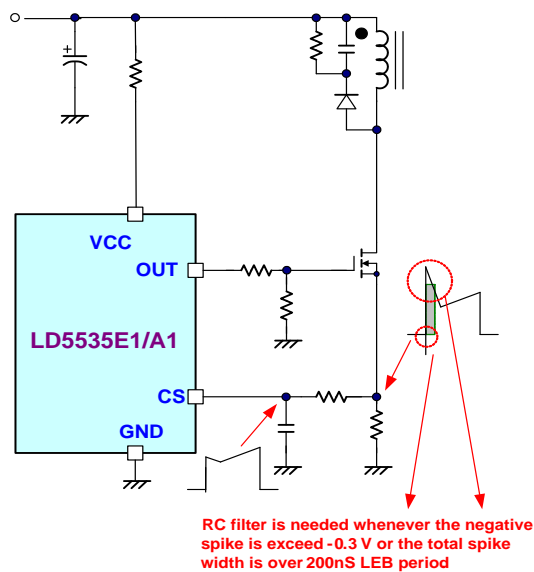 +
VCC
OUT
LD5535E1/A1
CS
GND
RC filter is needed whenever the negative
spike is exceed -0.3 V or the total spike
width is over 200nS LEB period